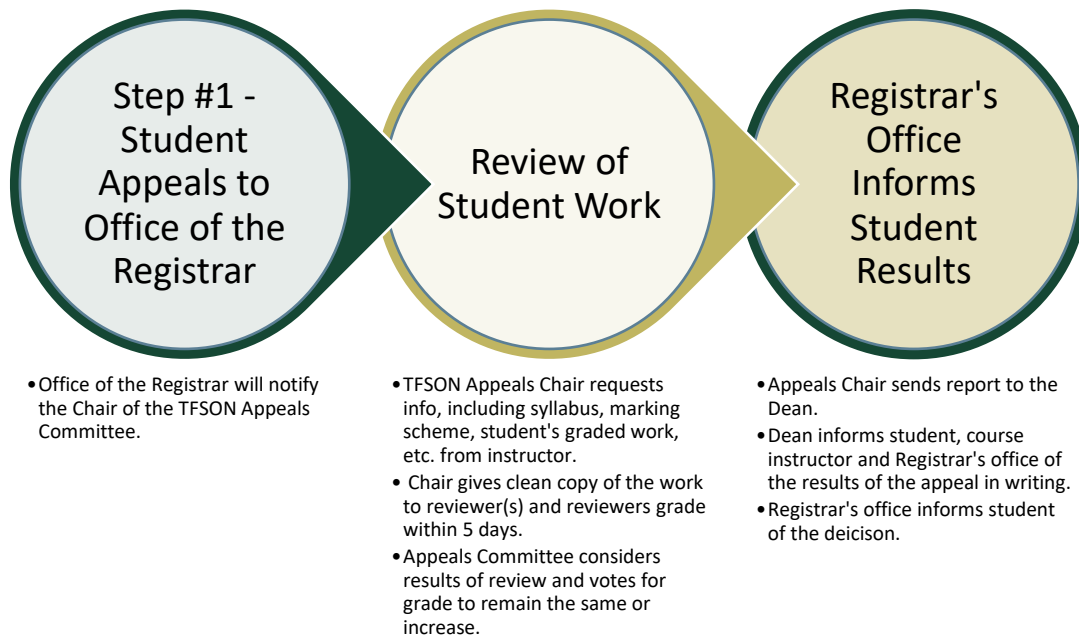 Step #1 -
Student
Appeals to
Office of the
Registrar
Review of
Student Work
Registrar's
Office
Informs
Student
Results
•Office of the Registrar will notify
the Chair of the TFSON Appeals
Committee.
•TFSON Appeals Chair requests
info, including syllabus, marking
scheme, student's graded work,
etc. from instructor.
• Chair gives clean copy of the work
to reviewer(s) and reviewers grade
within 5 days.
•Appeals Committee considers
results of review and votes for
grade to remain the same or
increase.
•Appeals Chair sends report to the
Dean.
•Dean informs student, course
instructor and Registrar's office of
the results of the appeal in writing.
•Registrar's office informs student
of the deicison.